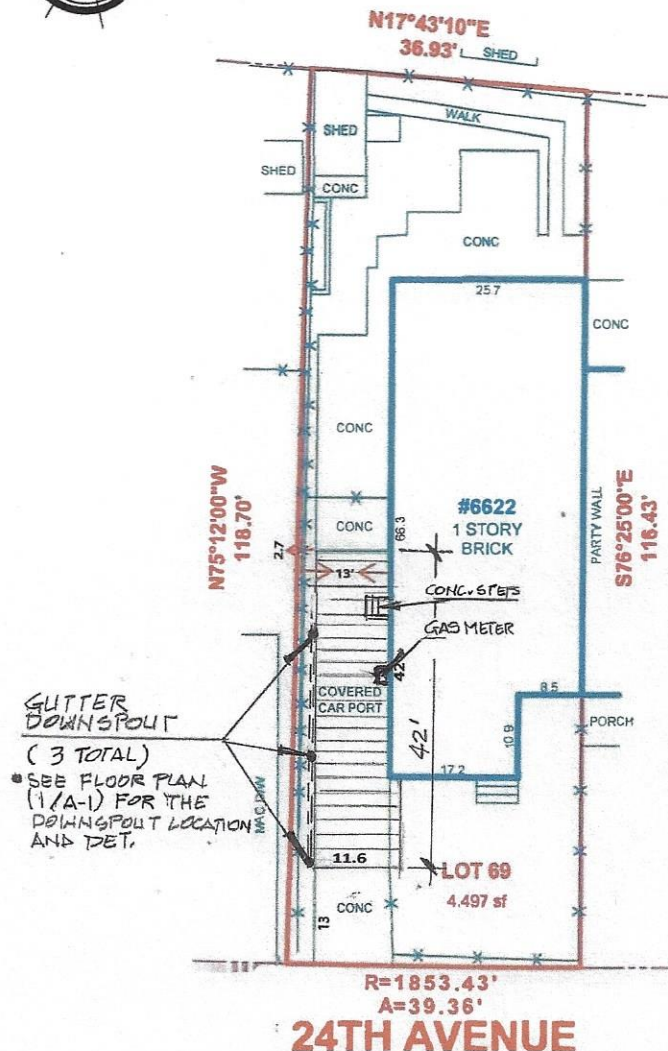 N17°43'10"E
36.93'
SHED
WALK
SHED
SHED
CONC
CONC
25.7
CONC
CONC
N75°12'00"W
118.70'
CONC
66.3
#6622
1 STORY
BRICK
PARTY WALL
S76°25'00"E
116.43'
2.7
13'
CONC. STEPS
GAS METER
42'
COVERED
CAR PORT
42'
8.5
10.9
PORCH
17.2
GUTTER
DOWNSPOUT
(3 TOTAL)
SEE FLOOR PLAN
(1/A-1) FOR THE
DOWNSPOUT LOCATION
AND DET.
11.6
LOT 69
4.497 sf
13
CONC
R=1853.43'
A=39.36'
24TH AVENUE